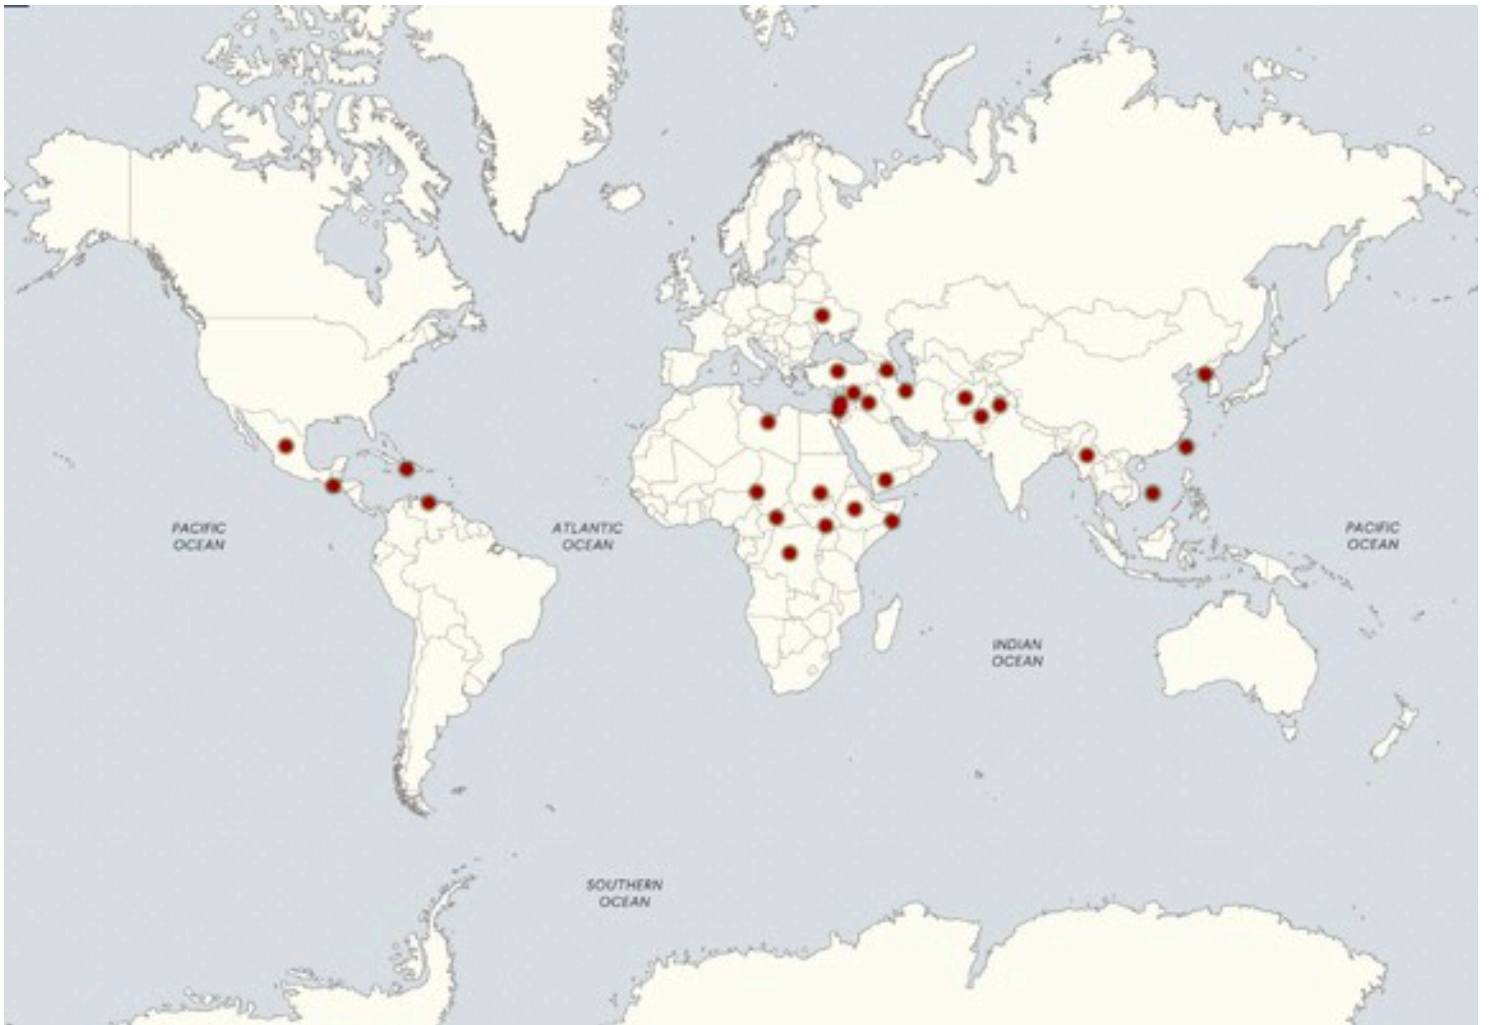 PACIFIC
OCEAN
ATLANTIC
OCEAN
PACIFIC
OCEAN
INDIAN
OCEAN
SOUTHERN
OCEAN